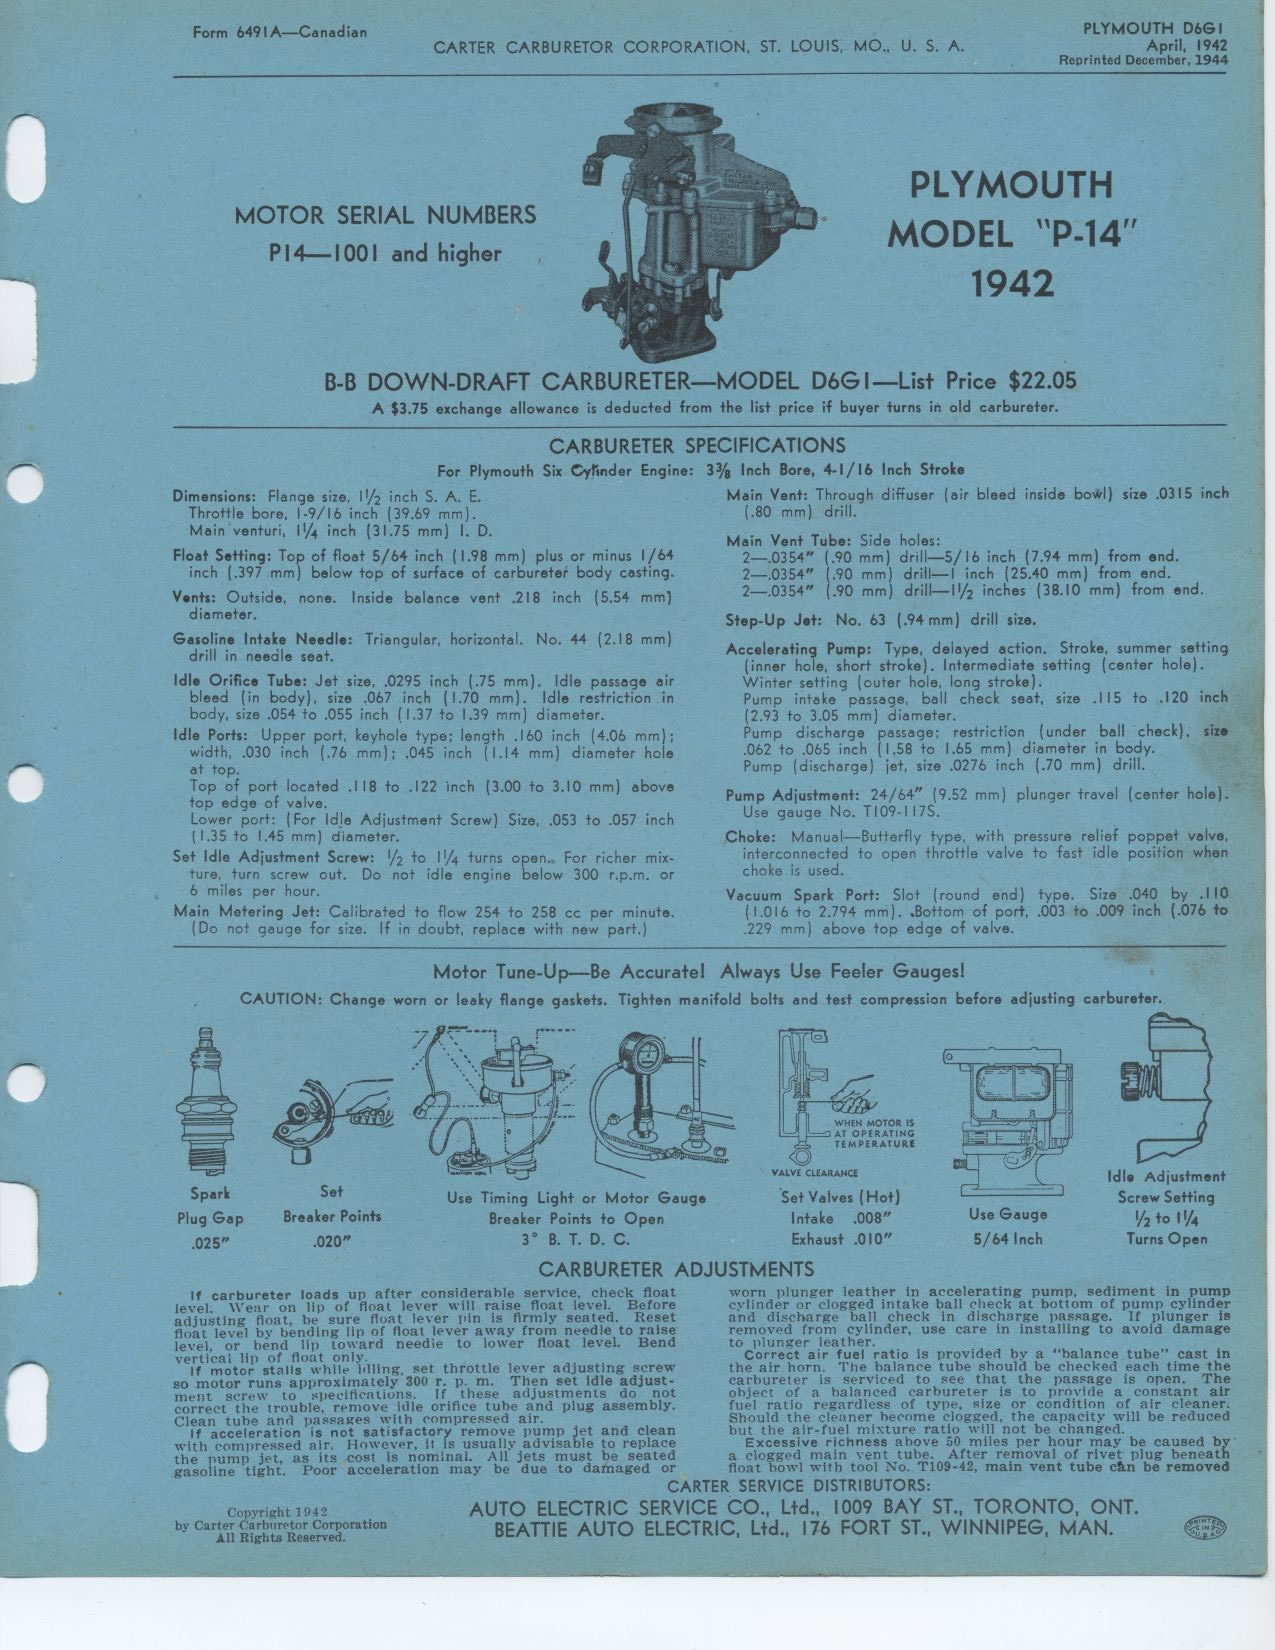 Form 6491A—Canadian
CARTER CARBURETOR CORPORATION, ST. LOUIS, MO., U. S. A.
PLYMOUTH D6G1
April, 1942
Reprinted December, 1944
MOTOR SERIAL NUMBERS
P14—1001 and higher
PLYMOUTH
MODEL "P-14"
1942
B-B DOWN-DRAFT CARBURETER—MODEL D6G1—List Price $22.05
A $3.75 exchange allowance is deducted from the list price if buyer turns in old carbureter.
CARBURETER SPECIFICATIONS
For Plymouth Six Cylinder Engine: 3⅜ Inch Bore, 4-1/16 Inch Stroke
Dimensions: Flange size, 1½ inch S. A. E.
Throttle bore, 1-9/16 inch (39.69 mm).
Main venturi, 1¼ inch (31.75 mm) I. D.
Float Setting: Top of float 5/64 inch (1.98 mm) plus or minus 1/64
inch (.397 mm) below top of surface of carbureter body casting.
Vents: Outside, none. Inside balance vent .218 inch (5.54 mm)
diameter.
Gasoline Intake Needle: Triangular, horizontal. No. 44 (2.18 mm)
drill in needle seat.
Idle Orifice Tube: Jet size, .0295 inch (.75 mm). Idle passage air
bleed (in body), size .067 inch (1.70 mm). Idle restriction in
body, size .054 to .055 inch (1.37 to 1.39 mm) diameter.
Idle Ports: Upper port, keyhole type; length .160 inch (4.06 mm);
width, .030 inch (.76 mm); .045 inch (1.14 mm) diameter hole
at top.
Top of port located .118 to .122 inch (3.00 to 3.10 mm) above
top edge of valve.
Lower port: (For Idle Adjustment Screw) Size, .053 to .057 inch
(1.35 to 1.45 mm) diameter.
Set Idle Adjustment Screw: ½ to 1¼ turns open. For richer mix-
ture, turn screw out. Do not idle engine below 300 r.p.m. or
6 miles per hour.
Main Metering Jet: Calibrated to flow 254 to 258 cc per minute.
(Do not gauge for size. If in doubt, replace with new part.)
Main Vent: Through diffuser (air bleed inside bowl) size .0315 inch
(.80 mm) drill.
Main Vent Tube: Side holes:
2—.0354" (.90 mm) drill—5/16 inch (7.94 mm) from end.
2—.0354" (.90 mm) drill—1 inch (25.40 mm) from end.
2—.0354" (.90 mm) drill—1½ inches (38.10 mm) from end.
Step-Up Jet: No. 63 (.94 mm) drill size.
Accelerating Pump: Type, delayed action. Stroke, summer setting
(inner hole, short stroke). Intermediate setting (center hole).
Winter setting (outer hole, long stroke).
Pump intake passage, ball check seat, size .115 to .120 inch
(2.93 to 3.05 mm) diameter.
Pump discharge passage; restriction (under ball check), size
.062 to .065 inch (1.58 to 1.65 mm) diameter in body.
Pump (discharge) jet, size .0276 inch (.70 mm) drill.
Pump Adjustment: 24/64" (9.52 mm) plunger travel (center hole).
Use gauge No. T109-117S.
Choke: Manual—Butterfly type, with pressure relief poppet valve,
interconnected to open throttle valve to fast idle position when
choke is used.
Vacuum Spark Port: Slot (round end) type. Size .040 by .110
(1.016 to 2.794 mm). Bottom of port, .003 to .009 inch (.076 to
.229 mm) above top edge of valve.
Motor Tune-Up—Be Accurate! Always Use Feeler Gauges!
CAUTION: Change worn or leaky flange gaskets. Tighten manifold bolts and test compression before adjusting carbureter.
Spark
Plug Gap
.025"
Set
Breaker Points
.020"
Use Timing Light or Motor Gauge
Breaker Points to Open
3° B. T. D. C.
WHEN MOTOR IS
AT OPERATING
TEMPERATURE
VALVE CLEARANCE
Set Valves (Hot)
Intake .008"
Exhaust .010"
Use Gauge
5/64 Inch
Idle Adjustment
Screw Setting
½ to 1¼
Turns Open
CARBURETER ADJUSTMENTS
If carbureter loads up after considerable service, check float
level. Wear on lip of float lever will raise float level. Before
adjusting float, be sure float lever pin is firmly seated. Reset
float level by bending lip of float lever away from needle to raise
level, or bend lip toward needle to lower float level. Bend
vertical lip of float only.
If motor stalls while idling, set throttle lever adjusting screw
so motor runs approximately 300 r. p. m. Then set idle adjust-
ment screw to specifications. If these adjustments do not
correct the trouble, remove idle orifice tube and plug assembly.
Clean tube and passages with compressed air.
If acceleration is not satisfactory remove pump jet and clean
with compressed air. However, it is usually advisable to replace
the pump jet, as its cost is nominal. All jets must be seated
gasoline tight. Poor acceleration may be due to damaged or
worn plunger leather in accelerating pump, sediment in pump
cylinder or clogged intake ball check at bottom of pump cylinder
and discharge ball check in discharge passage. If plunger is
removed from cylinder, use care in installing to avoid damage
to plunger leather.
Correct air fuel ratio is provided by a "balance tube" cast in
the air horn. The balance tube should be checked each time the
carbureter is serviced to see that the passage is open. The
object of a balanced carbureter is to provide a constant air
fuel ratio regardless of type, size or condition of air cleaner.
Should the cleaner become clogged, the capacity will be reduced
but the air-fuel mixture ratio will not be changed.
Excessive richness above 50 miles per hour may be caused by
a clogged main vent tube. After removal of rivet plug beneath
float bowl with tool No. T109-42, main vent tube can be removed
CARTER SERVICE DISTRIBUTORS:
AUTO ELECTRIC SERVICE CO., Ltd., 1009 BAY ST., TORONTO, ONT.
BEATTIE AUTO ELECTRIC, Ltd., 176 FORT ST., WINNIPEG, MAN.
Copyright 1942
by Carter Carburetor Corporation
All Rights Reserved.
PRINTED
IN
U.S.A.